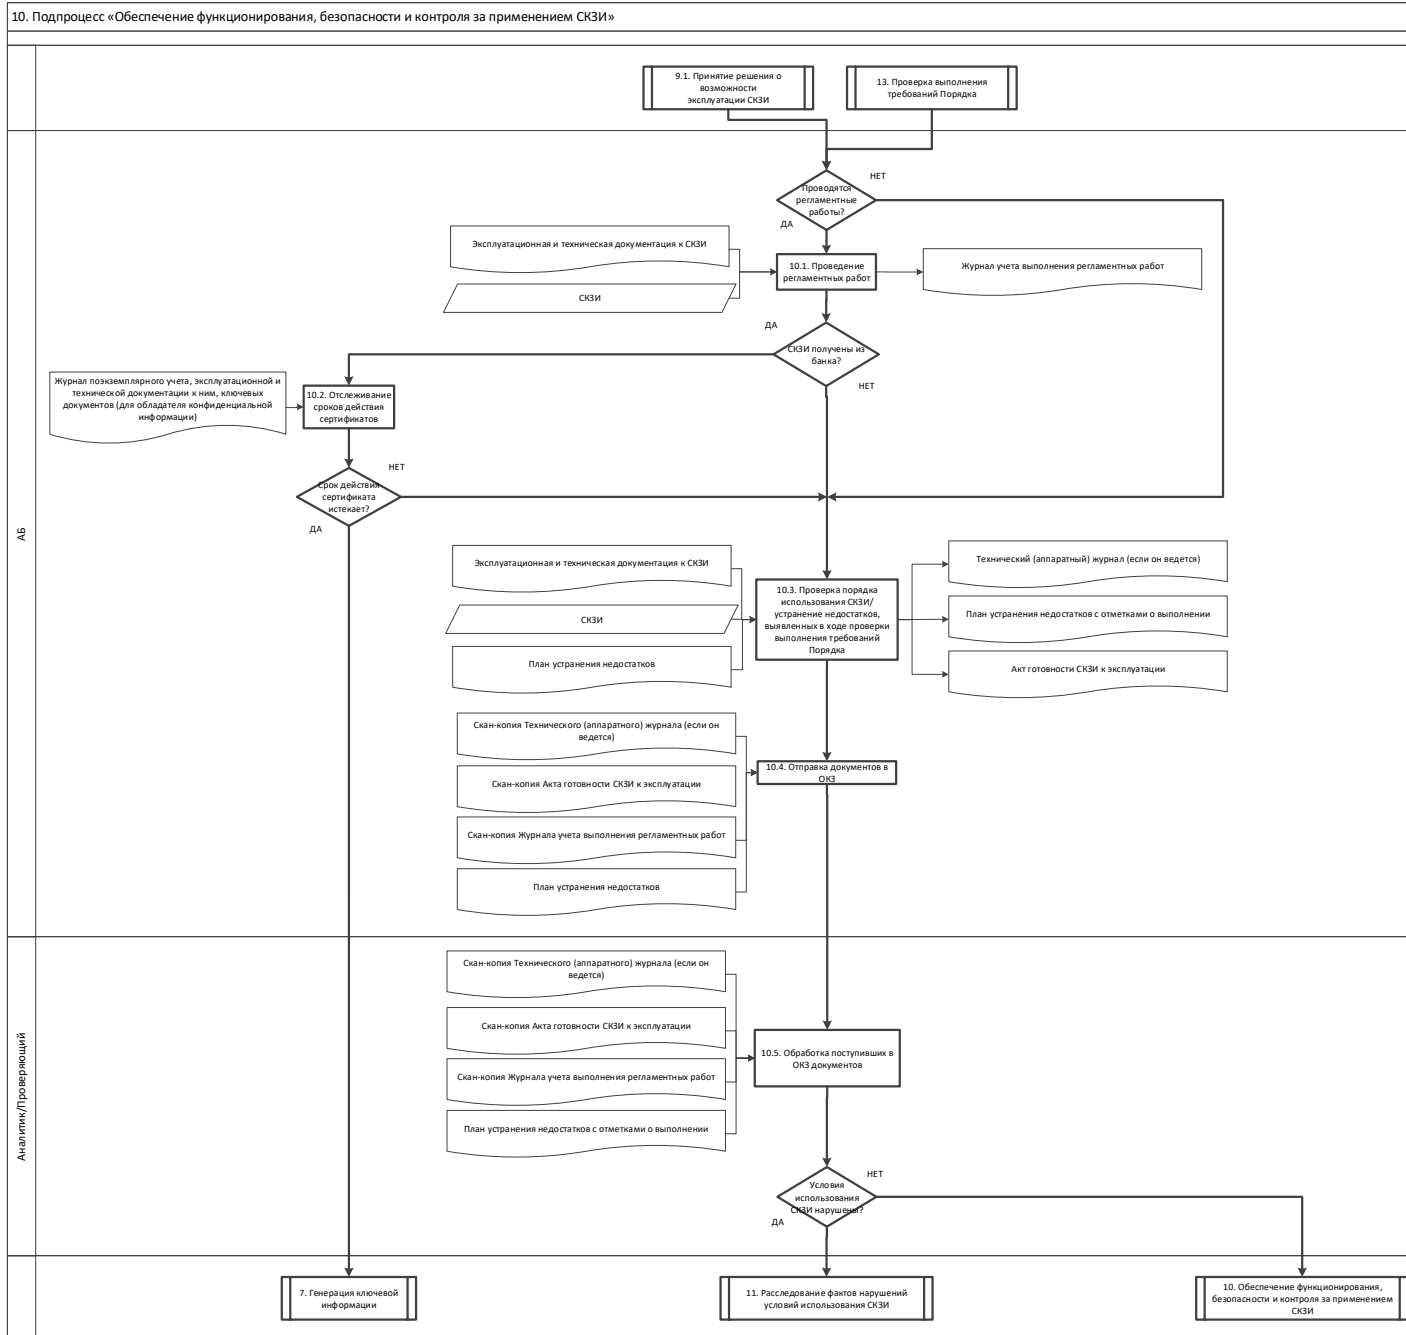 10. Подпроцесс «Обеспечение функционирования, безопасности и контроля за применением СКЗИ»
9.1. Принятие решения о
возможности
эксплуатации СКЗИ
13. Проверка выполнения
требований Порядка
АБ
Проводятся
регламентные
работы?
НЕТ
ДА
Эксплуатационная и техническая документация к СКЗИ
СКЗИ
10.1. Проведение
регламентных работ
Журнал учета выполнения регламентных работ
ДА
СКЗИ получены из
банка?
НЕТ
Журнал поэкземплярного учета, эксплуатационной и
технической документации к ним, ключевых
документов (для обладателя конфиденциальной
информации)
10.2. Отслеживание
сроков действия
сертификатов
НЕТ
Срок действия
сертификата
истекает?
ДА
Эксплуатационная и техническая документация к СКЗИ
СКЗИ
План устранения недостатков
10.3. Проверка порядка
использования СКЗИ/
устранение недостатков,
выявленных в ходе проверки
выполнения требований
Порядка
Технический (аппаратный) журнал (если он ведется)
План устранения недостатков с отметками о выполнении
Акт готовности СКЗИ к эксплуатации
Скан-копия Технического (аппаратного) журнала (если он
ведется)
Скан-копия Акта готовности СКЗИ к эксплуатации
Скан-копия Журнала учета выполнения регламентных работ
План устранения недостатков
10.4. Отправка документов в
ОКЗ
Аналитик/Проверяющий
Скан-копия Технического (аппаратного) журнала (если он
ведется)
Скан-копия Акта готовности СКЗИ к эксплуатации
Скан-копия Журнала учета выполнения регламентных работ
План устранения недостатков с отметками о выполнении
10.5. Обработка поступивших в
ОКЗ документов
НЕТ
Условия
использования
СКЗИ нарушены?
ДА
7. Генерация ключевой
информации
11. Расследование фактов нарушений
условий использования СКЗИ
10. Обеспечение функционирования,
безопасности и контроля за применением
СКЗИ